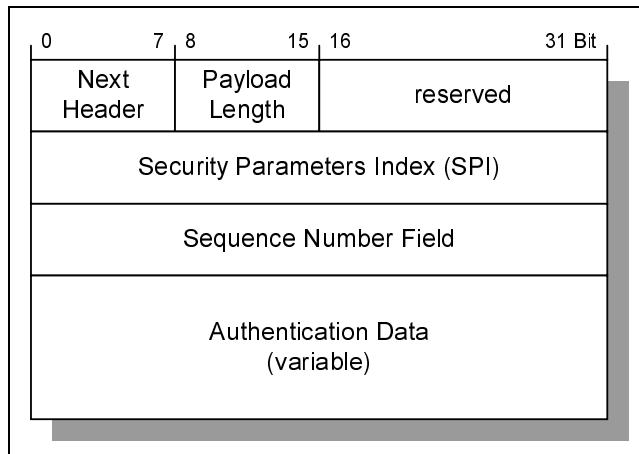 0 7 8 15 16 31 Bit
Next Header
Payload Length
reserved
Security Parameters Index (SPI)
Sequence Number Field
Authentication Data
(variable)